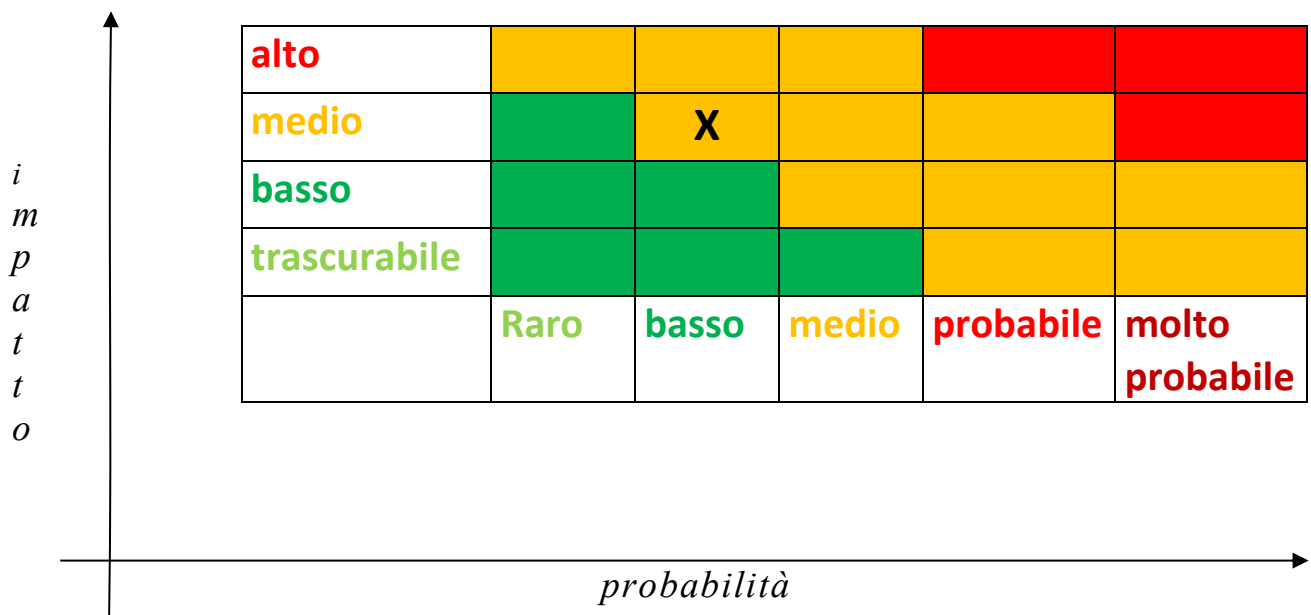 alto
medio X
basso
trascurabile
Raro basso medio probabile molto
probabile
impatto
probabilità